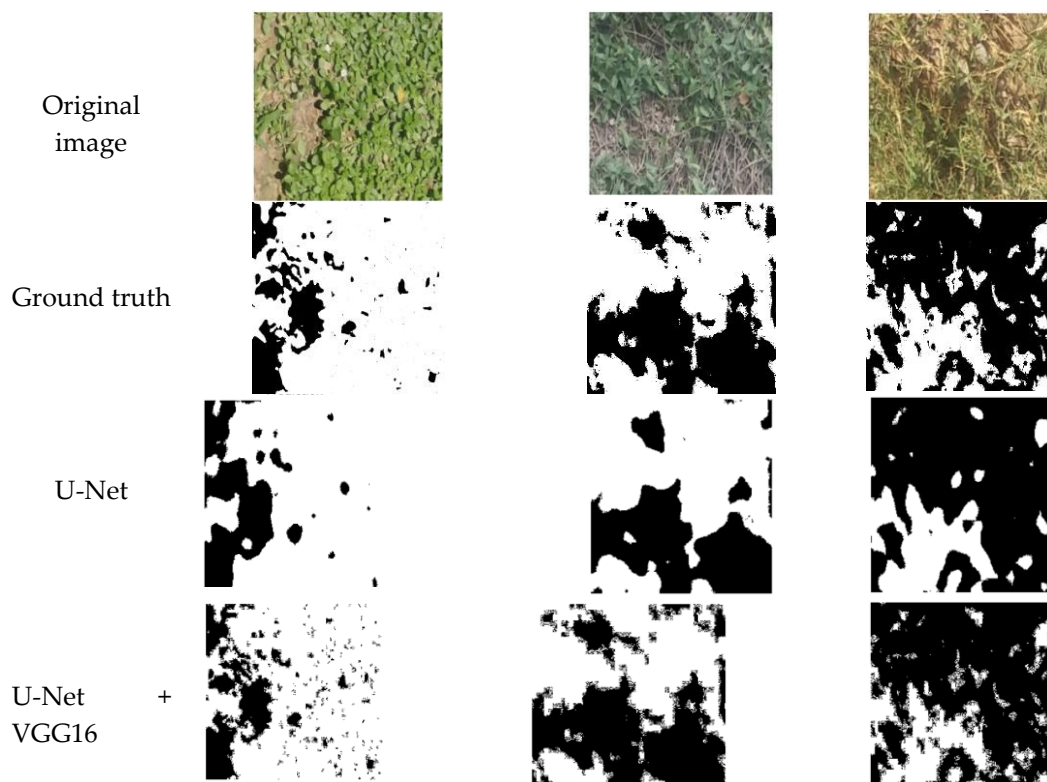 Original
image
Ground truth
U-Net
U-Net +
VGG16